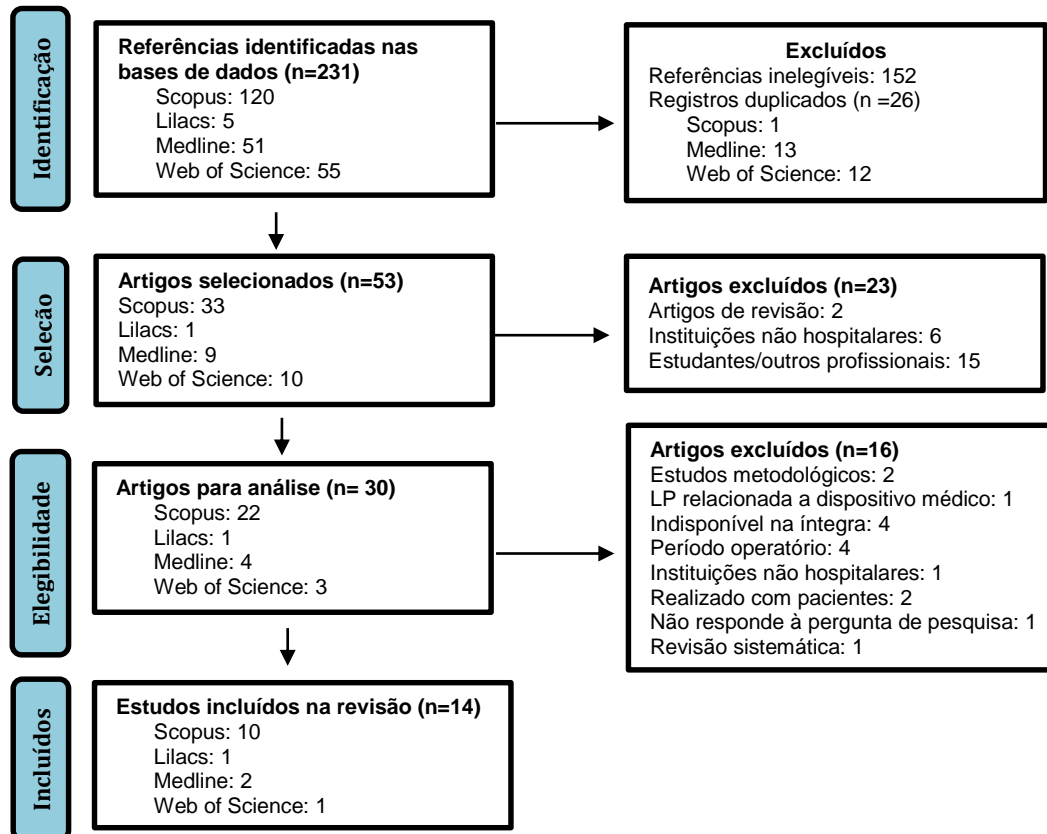 Identificação
Referências identificadas nas
bases de dados (n=231)
Scopus: 120
Lilacs: 5
Medline: 51
Web of Science: 55
Excluídos
Referências inelegíveis: 152
Registros duplicados (n =26)
Scopus: 1
Medline: 13
Web of Science: 12
Seleção
Artigos selecionados (n=53)
Scopus: 33
Lilacs: 1
Medline: 9
Web of Science: 10
Artigos excluídos (n=23)
Artigos de revisão: 2
Instituições não hospitalares: 6
Estudantes/outros profissionais: 15
Elegibilidade
Artigos para análise (n= 30)
Scopus: 22
Lilacs: 1
Medline: 4
Web of Science: 3
Artigos excluídos (n=16)
Estudos metodológicos: 2
LP relacionada a dispositivo médico: 1
Indisponível na íntegra: 4
Período operatório: 4
Instituições não hospitalares: 1
Realizado com pacientes: 2
Não responde à pergunta de pesquisa: 1
Revisão sistemática: 1
Incluídos
Estudos incluídos na revisão (n=14)
Scopus: 10
Lilacs: 1
Medline: 2
Web of Science: 1